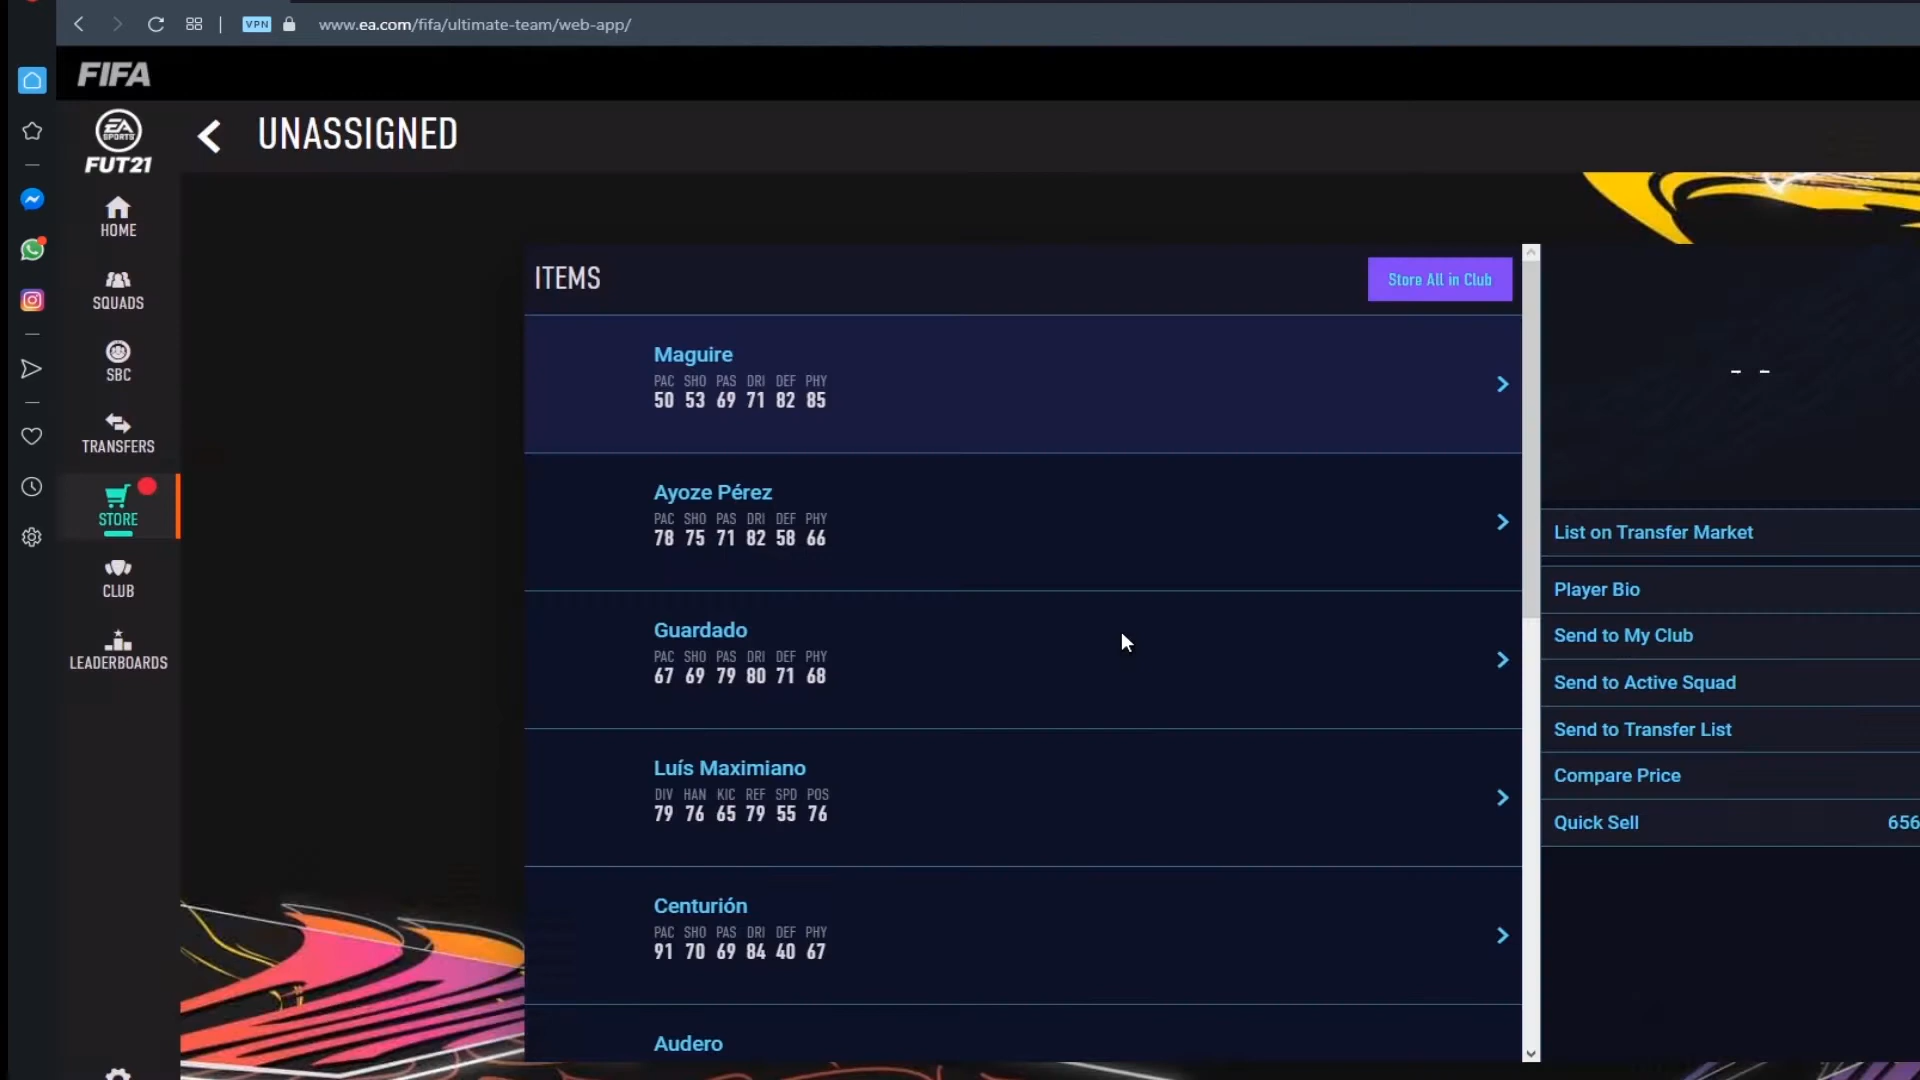 VPN www.ea.com/fifa/ultimate-team/web-app/
FIFA
EA SPORTS
FUT21
UNASSIGNED
HOME
SQUADS
SBC
TRANSFERS
STORE
CLUB
LEADERBOARDS
ITEMS
Store All in Club
Maguire
PAC SHO PAS DRI DEF PHY
50 53 69 71 82 85
Ayoze Pérez
PAC SHO PAS DRI DEF PHY
78 75 71 82 58 66
Guardado
PAC SHO PAS DRI DEF PHY
67 69 79 80 71 68
Luís Maximiano
DIV HAN KIC REF SPD POS
79 76 65 79 55 76
Centurión
PAC SHO PAS DRI DEF PHY
91 70 69 84 40 67
Audero
- -
List on Transfer Market
Player Bio
Send to My Club
Send to Active Squad
Send to Transfer List
Compare Price
Quick Sell 656